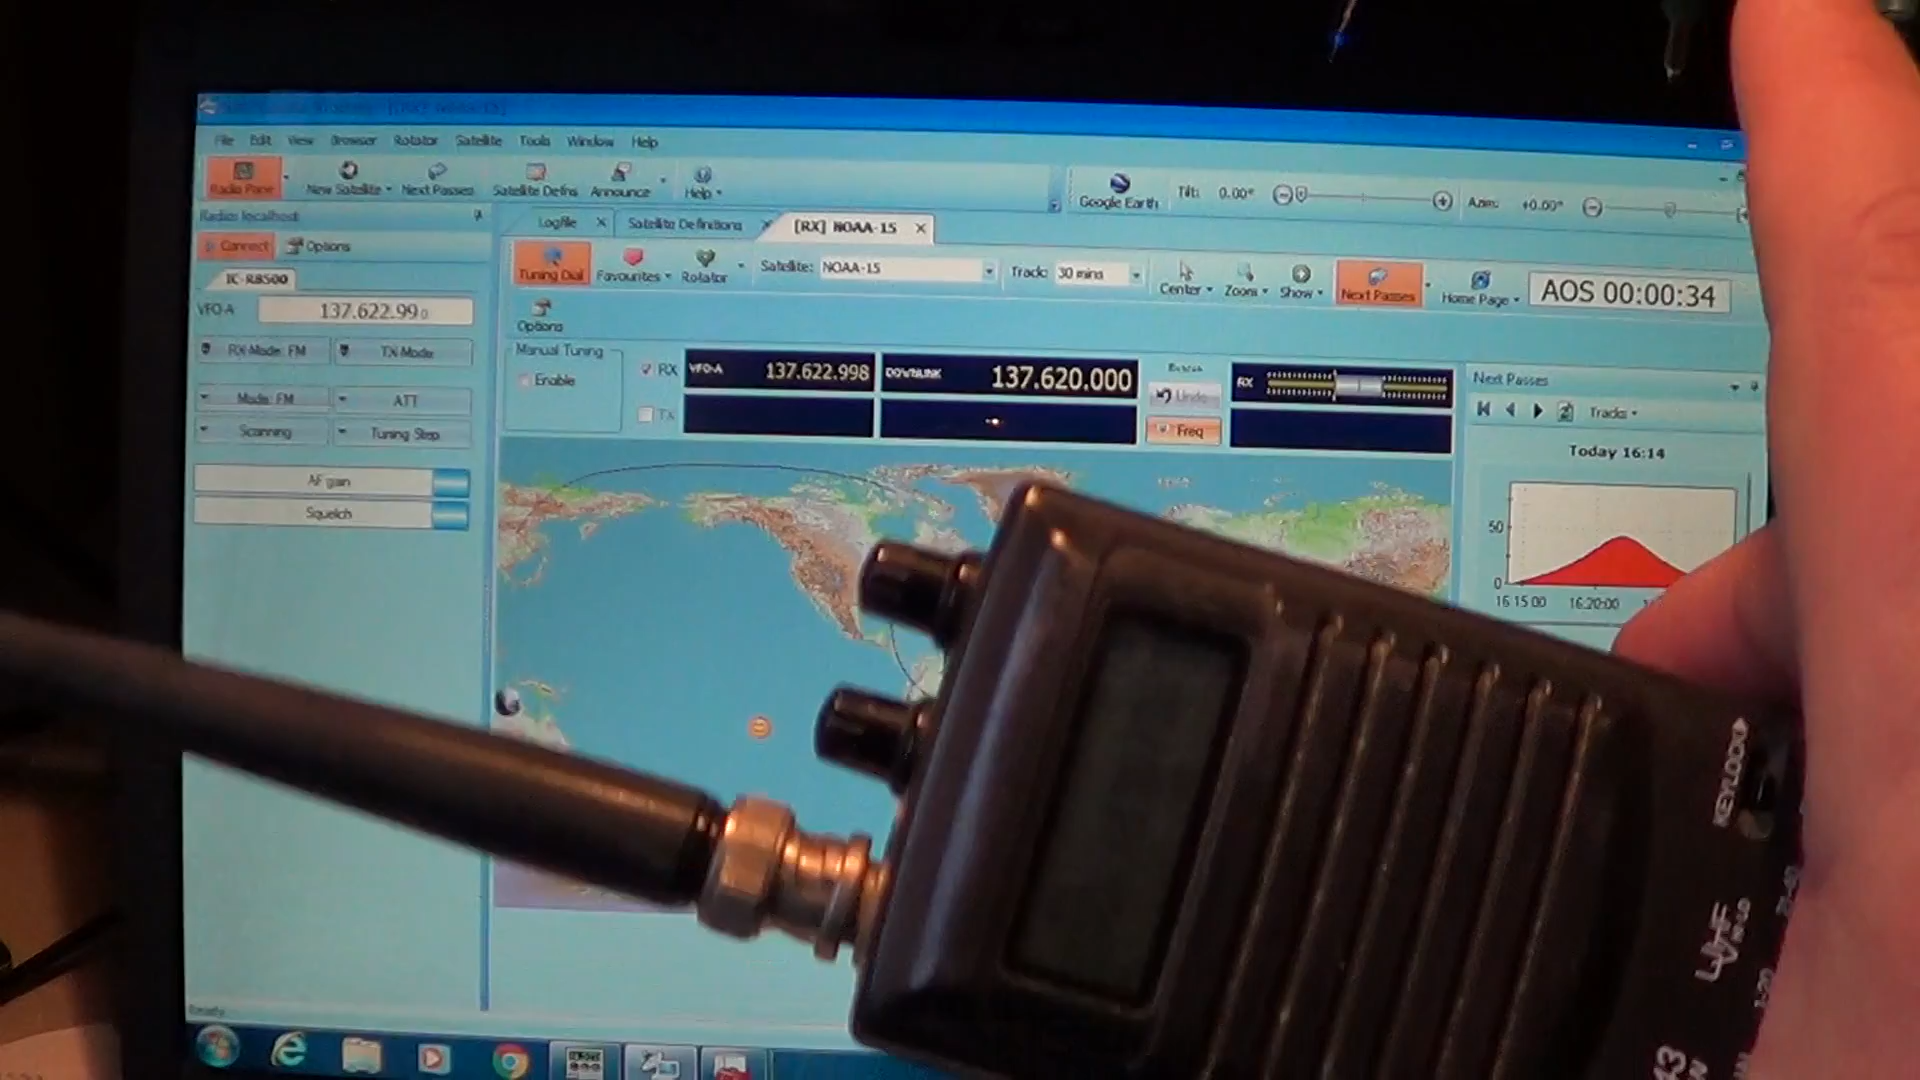 File Edit View Browser Rotator Satellite Tools Window Help
Radio Pane New Satellite Next Passes Satellite Defns Announce Help Google Earth Tilt: 0.00° Azim: +0.00°
Radio: localhost
Logfile Satellite Definitions [RX] NOAA-15
Connect Options
Tuning Dial Favourites Rotator Satellite: NOAA-15 Track: 30 mins Center Zoom Show Next Passes Home Page AOS 00:00:34
IC-R8500
VFO-A 137.622.990
Options
RX-Mode: FM TX-Mode
Manual Tuning
Enable
RX VFO-A 137.622.998 DOWNLINK 137.620.000 Undo RX
TX Freq
Mode: FM ATT
Scanning Tuning Step
AF gain
Squelch
Next Passes
Tracks
Today 16:14
50
0
16:15:00 16:20:00
KEYLOCK
Ready